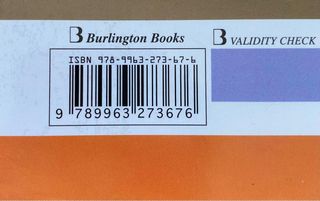 B Burlington Books
B VALIDITY CHECK
ISBN 978-9963-273-67-6
9 789963 273676